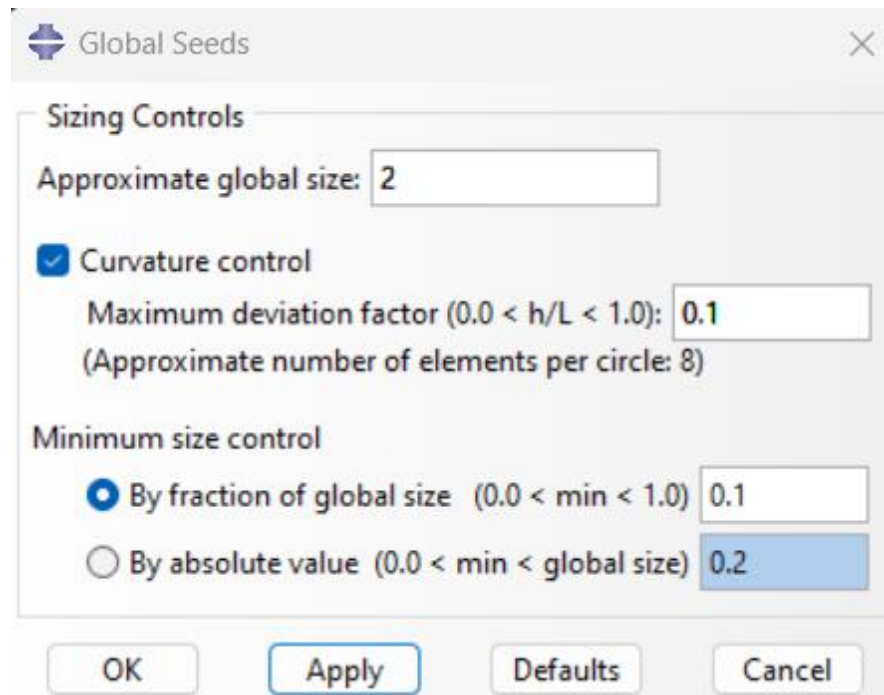 Global Seeds
Sizing Controls
Approximate global size: 2
Curvature control
Maximum deviation factor (0.0 < h/L < 1.0): 0.1
(Approximate number of elements per circle: 8)
Minimum size control
By fraction of global size (0.0 < min < 1.0) 0.1
By absolute value (0.0 < min < global size) 0.2
OK Apply Defaults Cancel